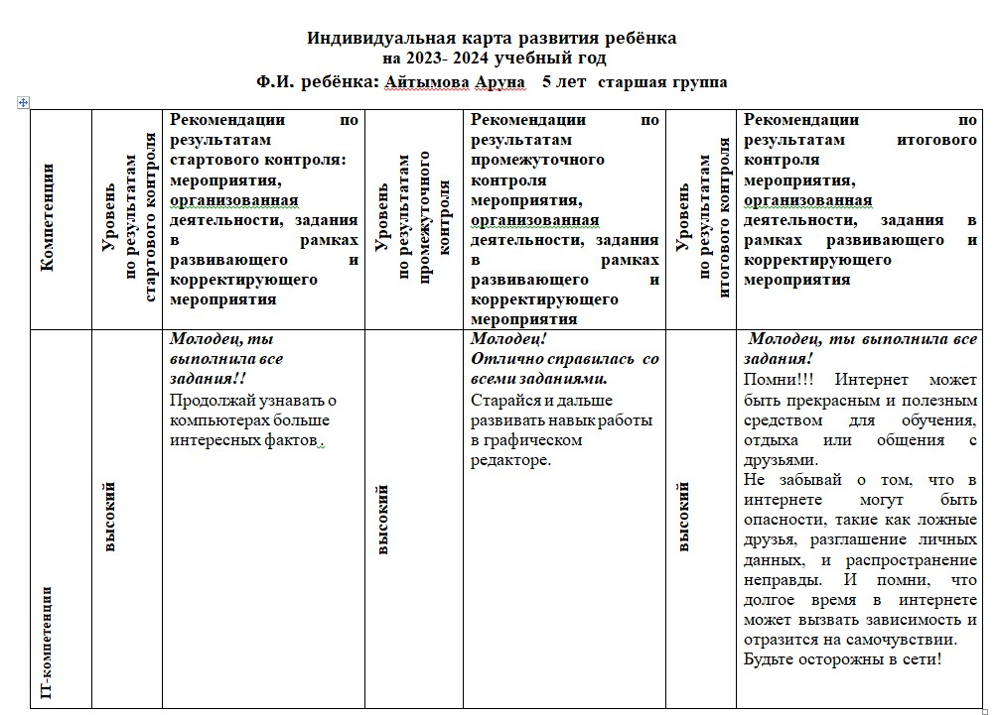 Индивидуальная карта развития ребёнка
на 2023- 2024 учебный год
Ф.И. ребёнка: Айтымова Аруна 5 лет старшая группа
Компетенции
Уровень
по результатам
стартового контроля
Рекомендации по
результатам
стартового контроля:
мероприятия,
организованная
деятельности, задания
в рамках
развивающего и
корректирующего
мероприятия
Уровень
по результатам
промежуточного
контроля
Рекомендации по
результатам
промежуточного
контроля
мероприятия,
организованная
деятельности, задания
в рамках
развивающего и
корректирующего
мероприятия
Уровень
по результатам
итогового контроля
Рекомендации по
результатам итогового
контроля
мероприятия,
организованная
деятельности, задания в
рамках развивающего и
корректирующего
мероприятия
IT-компетенции
высокий
Молодец, ты
выполнила все
задания!!
Продолжай узнавать о
компьютерах больше
интересных фактов .
высокий
Молодец!
Отлично справилась со
всеми заданиями.
Старайся и дальше
развивать навык работы
в графическом
редакторе.
высокий
Молодец, ты выполнила все
задания!
Помни!!! Интернет может
быть прекрасным и полезным
средством для обучения,
отдыха или общения с
друзьями.
Не забывай о том, что в
интернете могут быть
опасности, такие как ложные
друзья, разглашение личных
данных, и распространение
неправды. И помни, что
долгое время в интернете
может вызвать зависимость и
отразится на самочувствии.
Будьте осторожны в сети!